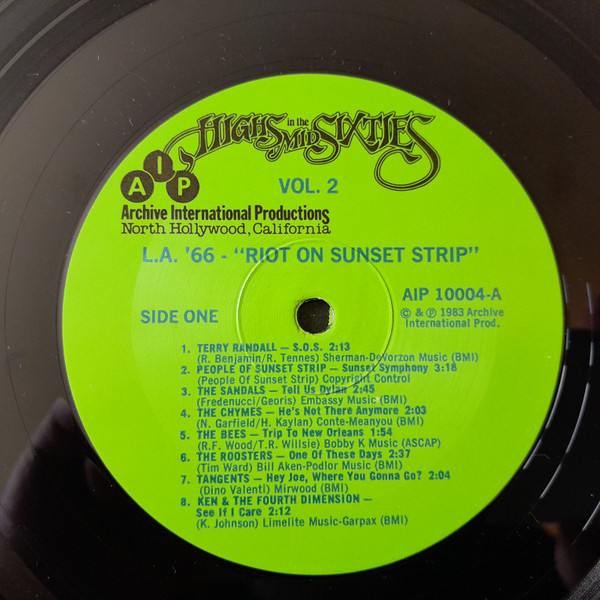 HIGHS in the MID SIXTIES
AIP
VOL. 2
Archive International Productions
North Hollywood, California
L.A. '66 - "RIOT ON SUNSET STRIP"
AIP 10004-A
© & ℗ 1983 Archive
International Prod.
SIDE ONE
1. TERRY RANDALL — S.O.S. 2:13
(R. Benjamin/R. Tennes) Sherman-DeVorzon Music (BMI)
2. PEOPLE OF SUNSET STRIP — Sunset Symphony 3:18
(People Of Sunset Strip) Copyright Control
3. THE SANDALS — Tell Us Dylan 2:45
(Fredenucci/Georis) Embassy Music (BMI)
4. THE CHYMES — He's Not There Anymore 2:03
(N. Garfield/H. Kaylan) Conte-Meanyou (BMI)
5. THE BEES — Trip To New Orleans 1:54
(R.F. Wood/T.R. Willsie) Bobby K Music (ASCAP)
6. THE ROOSTERS — One Of These Days 2:37
(Tim Ward) Bill Aken-Podlor Music (BMI)
7. TANGENTS — Hey Joe, Where You Gonna Go? 2:04
(Dino Valenti) Mirwood (BMI)
8. KEN & THE FOURTH DIMENSION —
See If I Care 2:12
(K. Johnson) Limelite Music-Garpax (BMI)